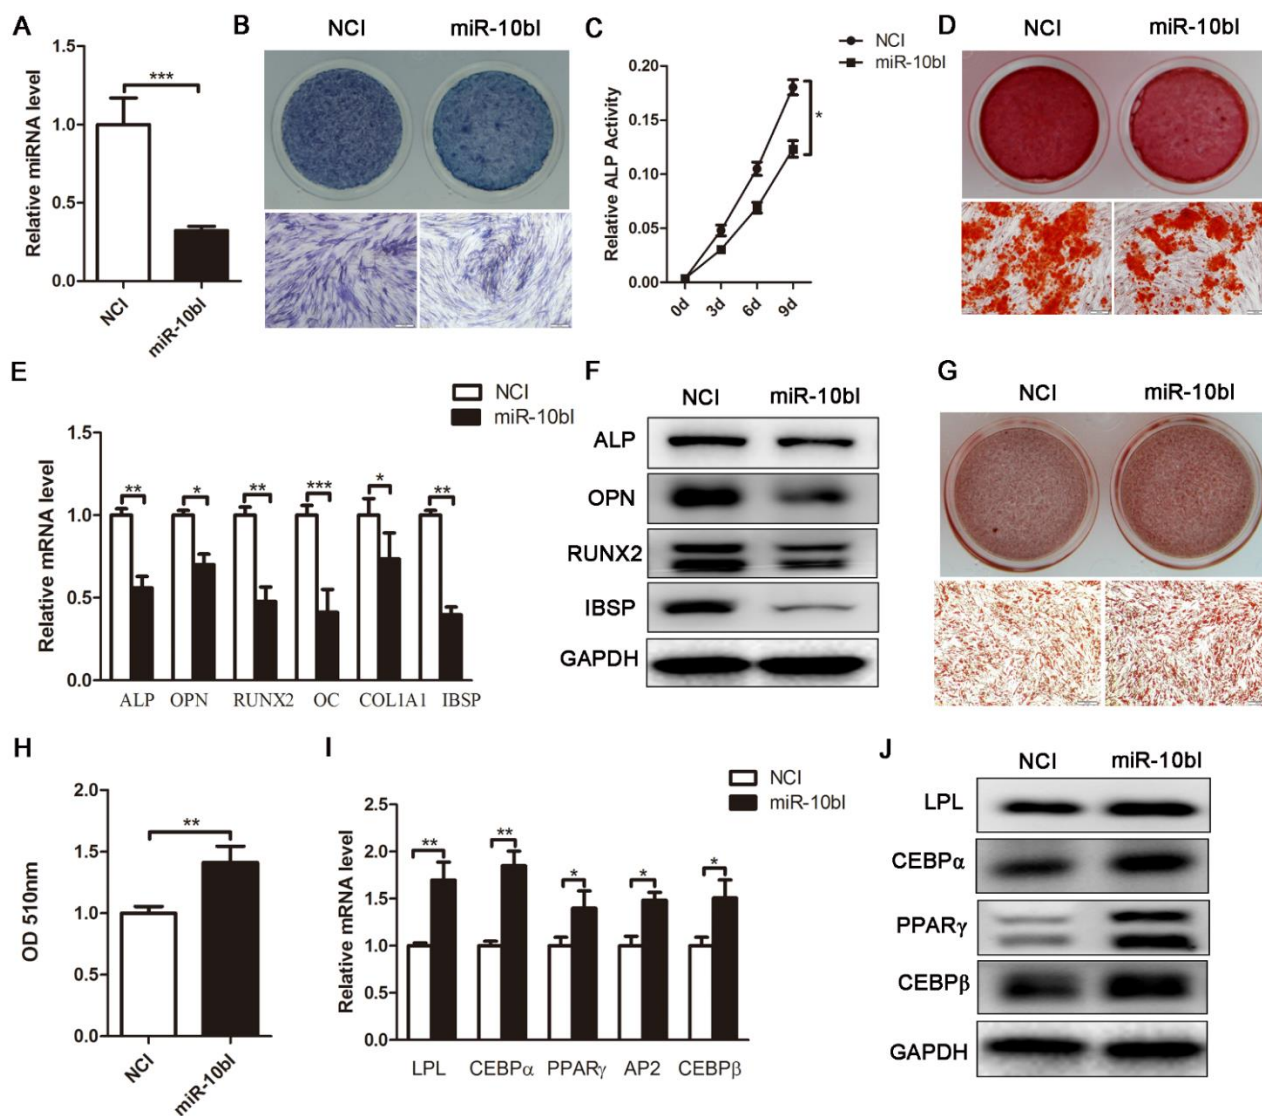 A
Relative miRNA level
1.5
1.0
0.5
0.0
***
NCI
miR-10bI
B
NCI miR-10bI
C
NCI
miR-10bI
Relative ALP Activity
0.20
0.15
0.10
0.05
0.00
*
0d 3d 6d 9d
D
NCI miR-10bI
E
NCI
miR-10bI
Relative mRNA level
1.5
1.0
0.5
0.0
** * ** *** * **
ALP OPN RUNX2 OC COL1A1 IBSP
F
NCI miR-10bI
ALP
OPN
RUNX2
IBSP
GAPDH
G
NCI miR-10bI
H
OD 510nm
2.0
1.5
1.0
0.5
0.0
**
NCI
miR-10bI
I
NCI
miR-10bI
Relative mRNA level
2.5
2.0
1.5
1.0
0.5
0.0
** ** * * *
LPL CEBPα PPARγ AP2 CEBPβ
J
NCI miR-10bI
LPL
CEBPα
PPARγ
CEBPβ
GAPDH